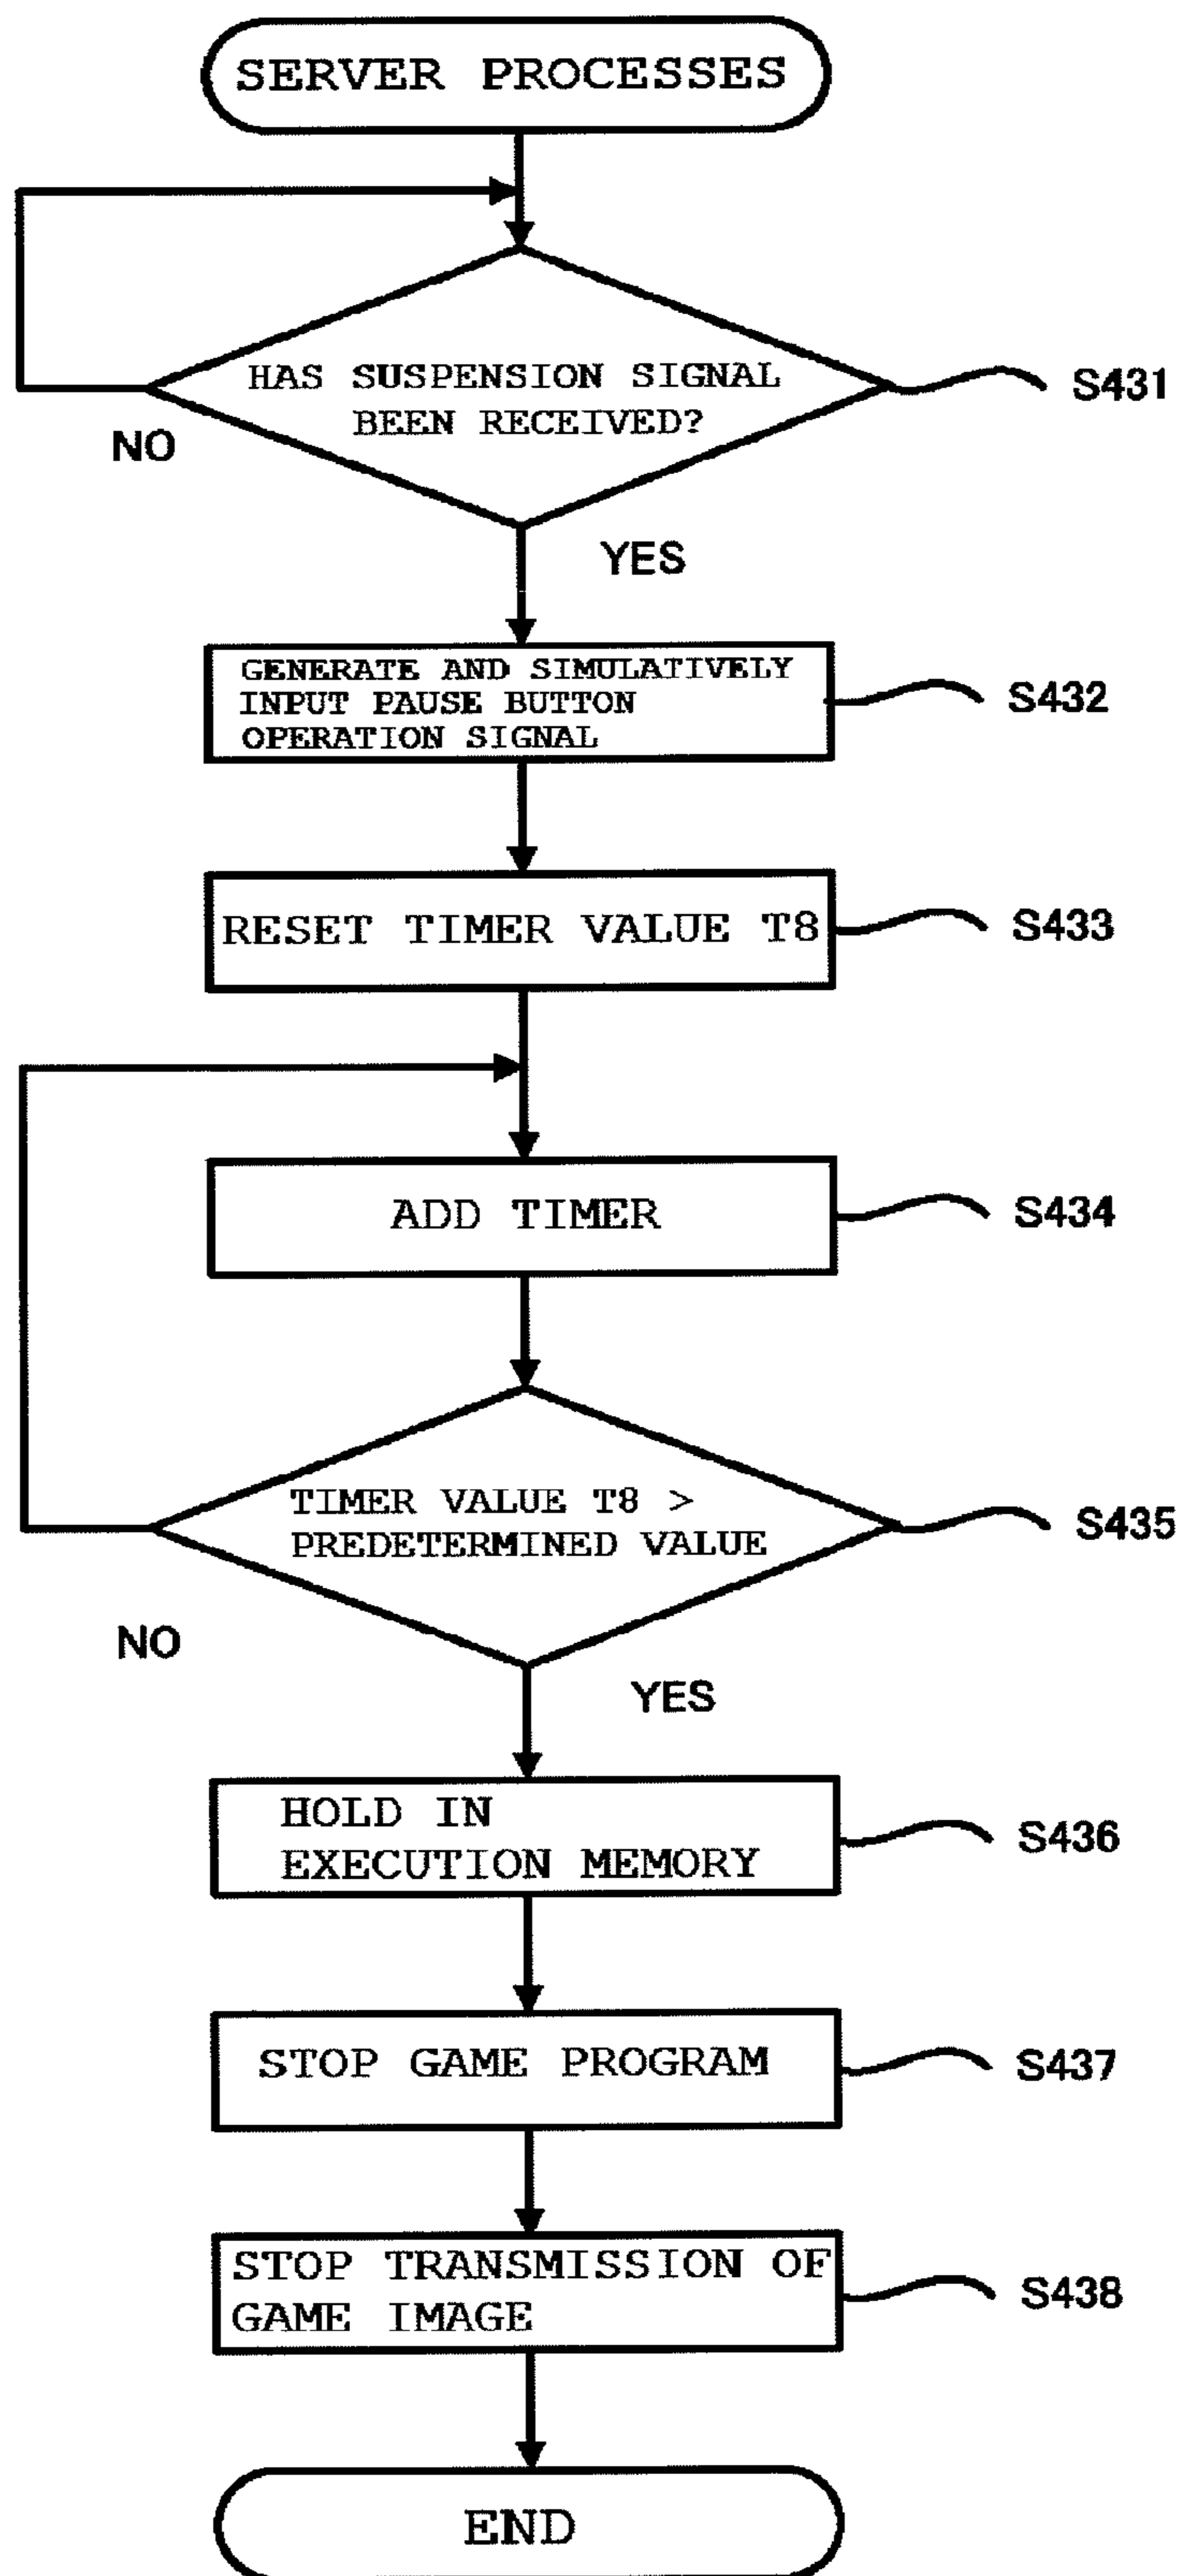 SERVER PROCESSES
HAS SUSPENSION SIGNAL
BEEN RECEIVED?
S431
NO
YES
GENERATE AND SIMULATIVELY
INPUT PAUSE BUTTON
OPERATION SIGNAL
S432
RESET TIMER VALUE T8
S433
ADD TIMER
S434
TIMER VALUE T8 >
PREDETERMINED VALUE
S435
NO
YES
HOLD IN
EXECUTION MEMORY
S436
STOP GAME PROGRAM
S437
STOP TRANSMISSION OF
GAME IMAGE
S438
END